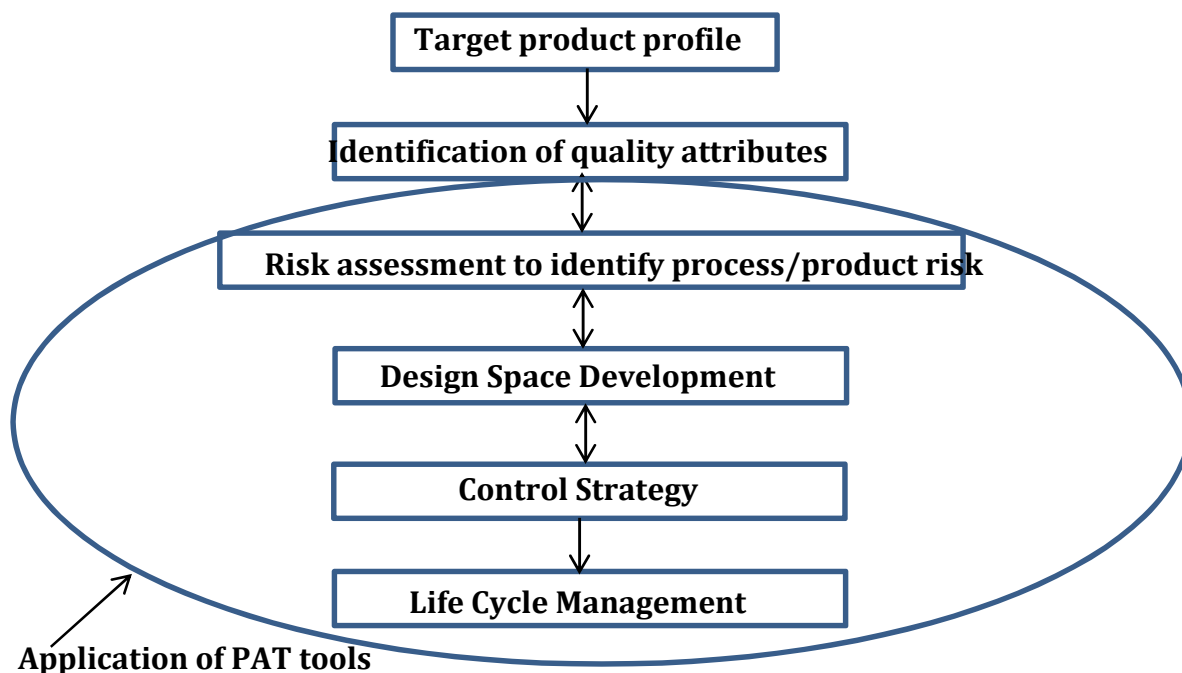 Target product profile
Identification of quality attributes
Risk assessment to identify process/product risk
Design Space Development
Control Strategy
Life Cycle Management
Application of PAT tools